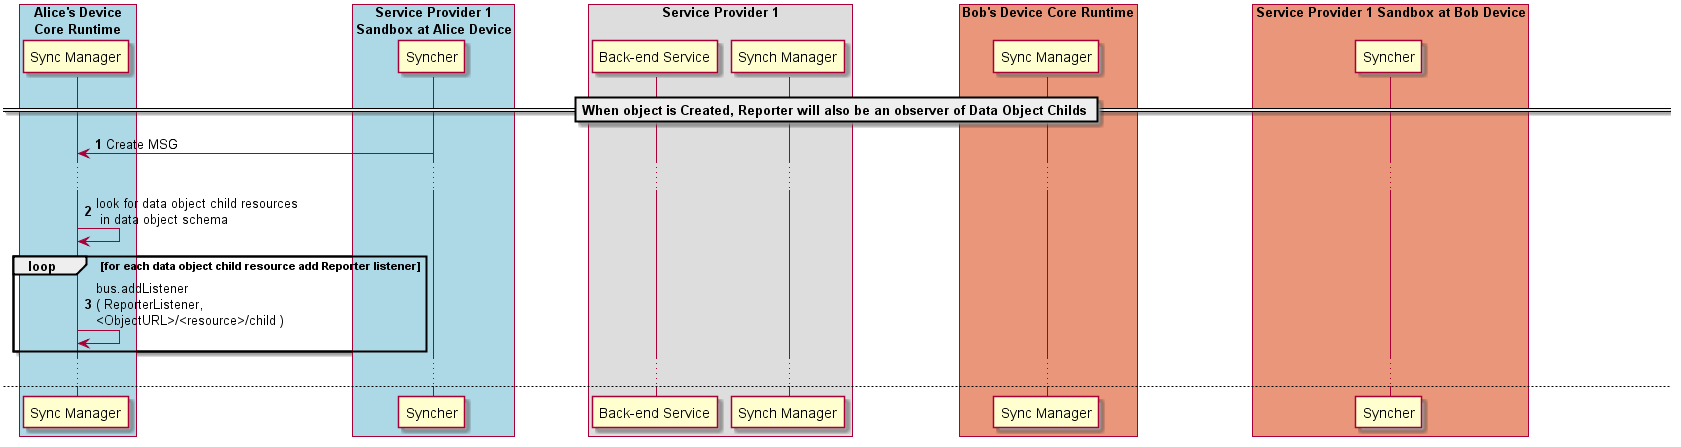 Alice's Device
Core Runtime
Service Provider 1
Sandbox at Alice Device
Service Provider 1
Bob's Device Core Runtime
Service Provider 1 Sandbox at Bob Device
Sync Manager
Syncher
Back-end Service
Synch Manager
Sync Manager
Syncher
When object is Created, Reporter will also be an observer of Data Object Childs
1 Create MSG
2 look for data object child resources
in data object schema
loop [for each data object child resource add Reporter listener]
3 bus.addListener
( ReporterListener,
<ObjectURL>/<resource>/child )
Sync Manager
Syncher
Back-end Service
Synch Manager
Sync Manager
Syncher